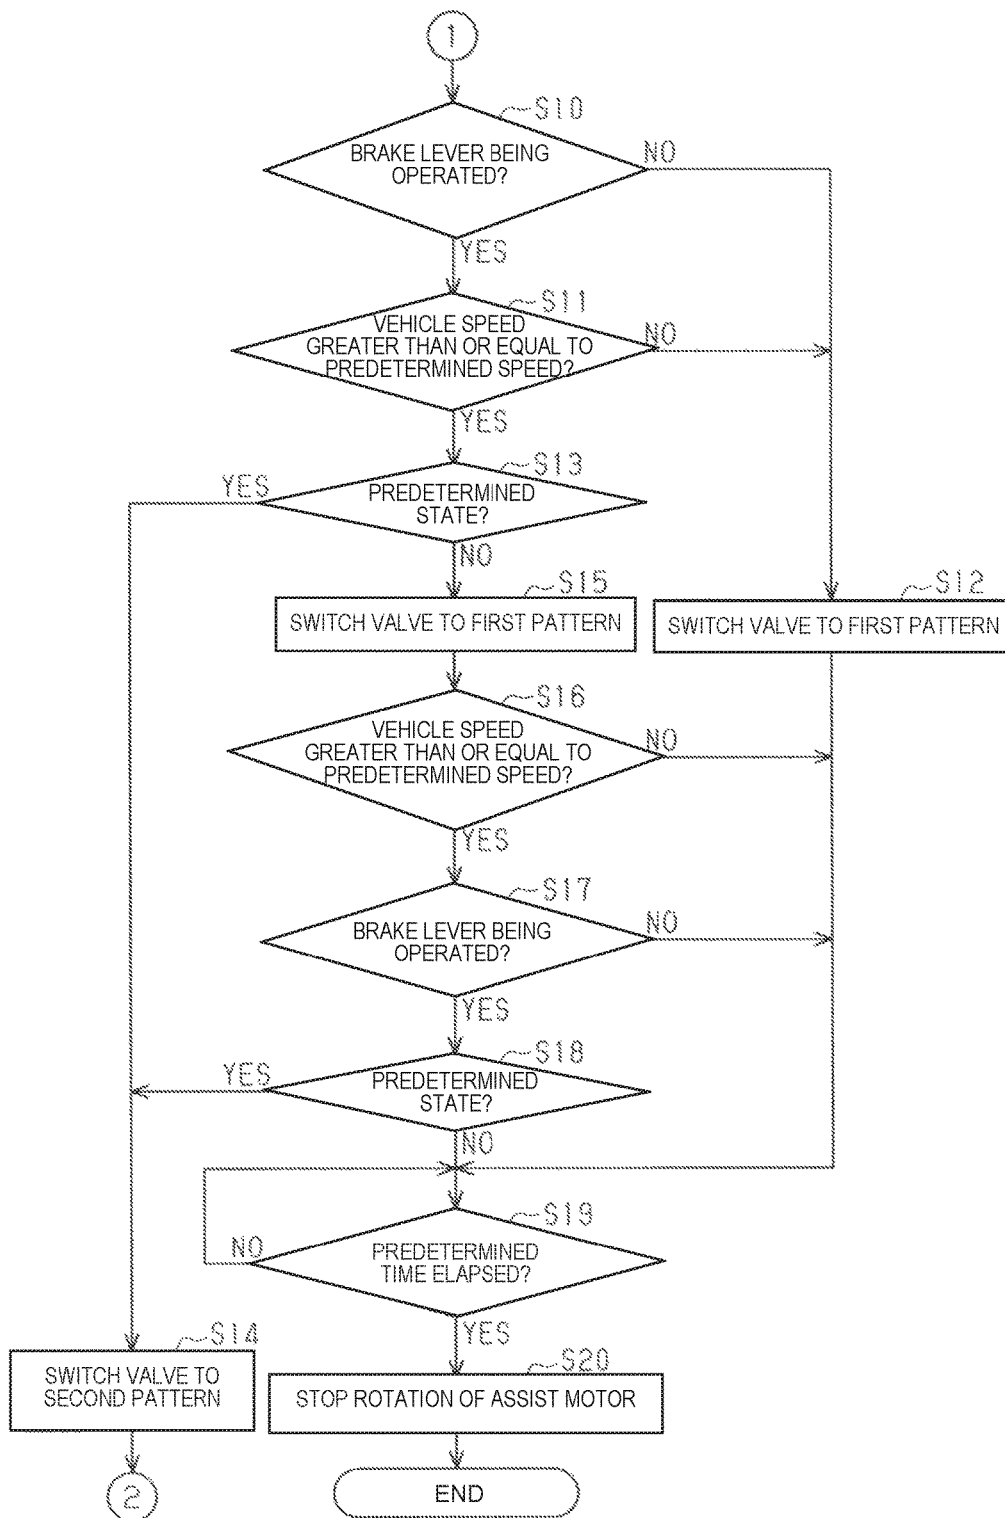 1
S10
BRAKE LEVER BEING
OPERATED?
NO
YES
S11
VEHICLE SPEED
GREATER THAN OR EQUAL TO
PREDETERMINED SPEED?
NO
YES
S13
PREDETERMINED
STATE?
YES
NO
S15
SWITCH VALVE TO FIRST PATTERN
S12
SWITCH VALVE TO FIRST PATTERN
S16
VEHICLE SPEED
GREATER THAN OR EQUAL TO
PREDETERMINED SPEED?
NO
YES
S17
BRAKE LEVER BEING
OPERATED?
NO
YES
S18
PREDETERMINED
STATE?
YES
NO
S19
PREDETERMINED
TIME ELAPSED?
NO
YES
S14
SWITCH VALVE TO
SECOND PATTERN
S20
STOP ROTATION OF ASSIST MOTOR
2
END